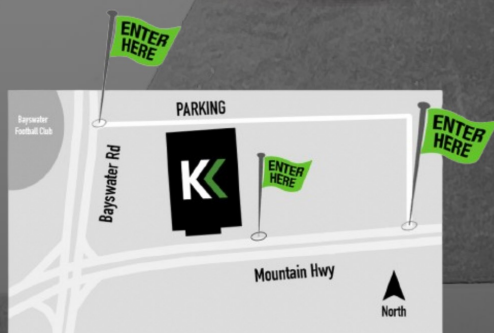 ENTER
HERE
ENTER
HERE
PARKING
Bayswater
Football Club
Bayswater Rd
K
ENTER
HERE
Mountain Hwy
North